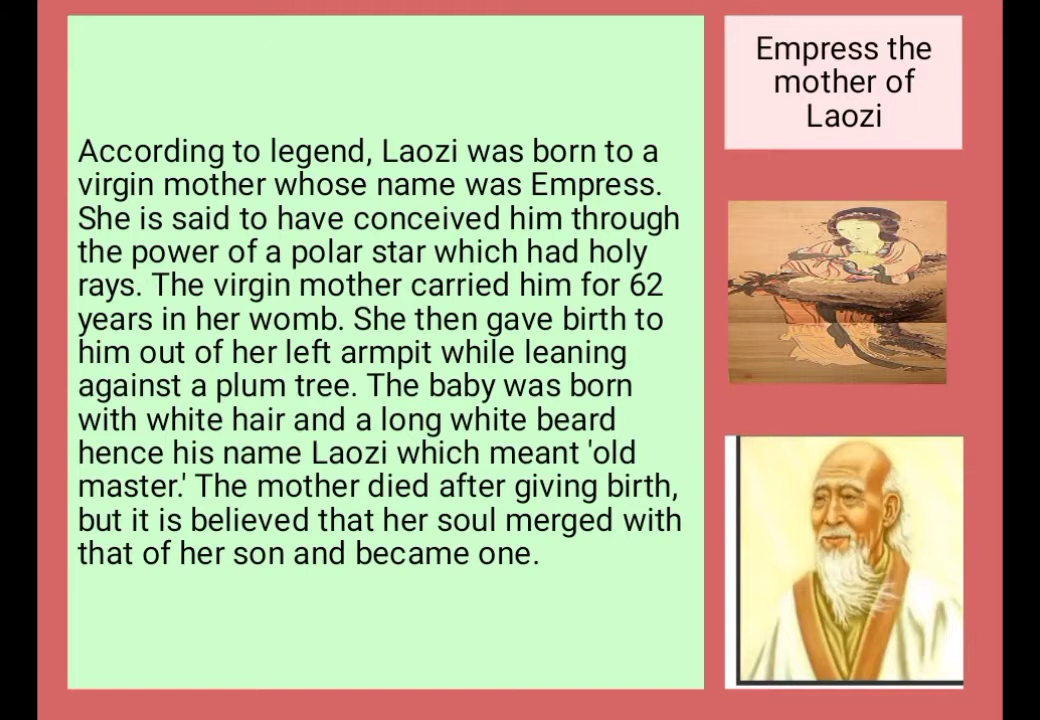 According to legend, Laozi was born to a
virgin mother whose name was Empress.
She is said to have conceived him through
the power of a polar star which had holy
rays. The virgin mother carried him for 62
years in her womb. She then gave birth to
him out of her left armpit while leaning
against a plum tree. The baby was born
with white hair and a long white beard
hence his name Laozi which meant 'old
master.' The mother died after giving birth,
but it is believed that her soul merged with
that of her son and became one.
Empress the
mother of
Laozi